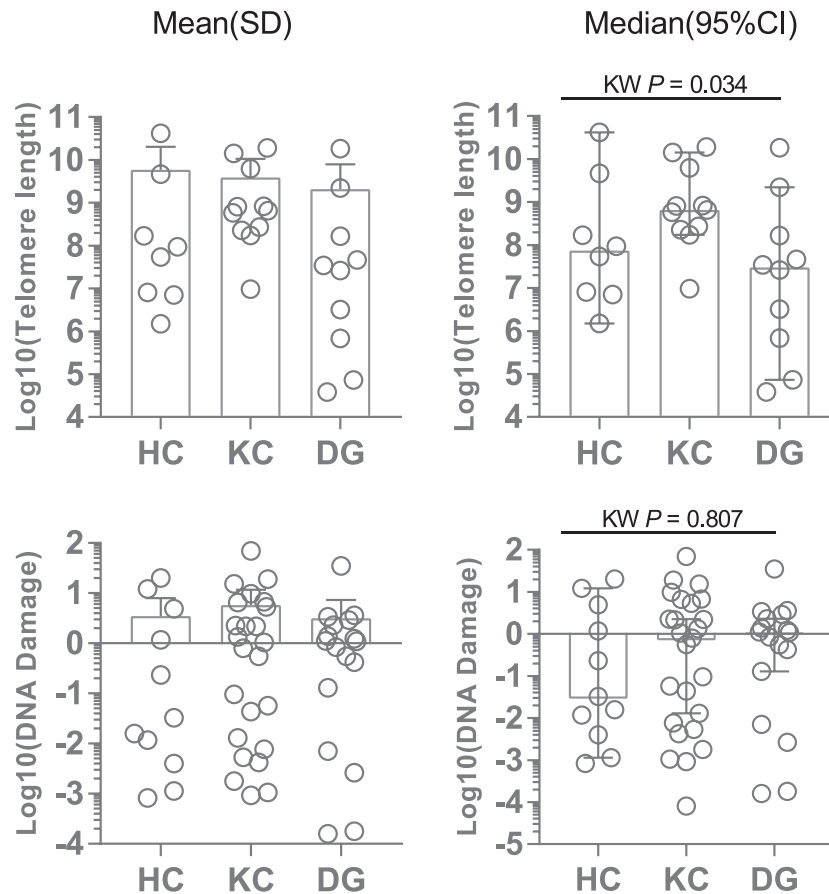 Mean(SD)
Median(95%CI)
Log10(Telomere length)
11
10
9
8
7
6
5
4
HC KC DG
KW P = 0.034
Log10(Telomere length)
11
10
9
8
7
6
5
4
HC KC DG
Log10(DNA Damage)
2
1
0
-1
-2
-3
-4
HC KC DG
KW P = 0.807
Log10(DNA Damage)
2
1
0
-1
-2
-3
-4
-5
HC KC DG